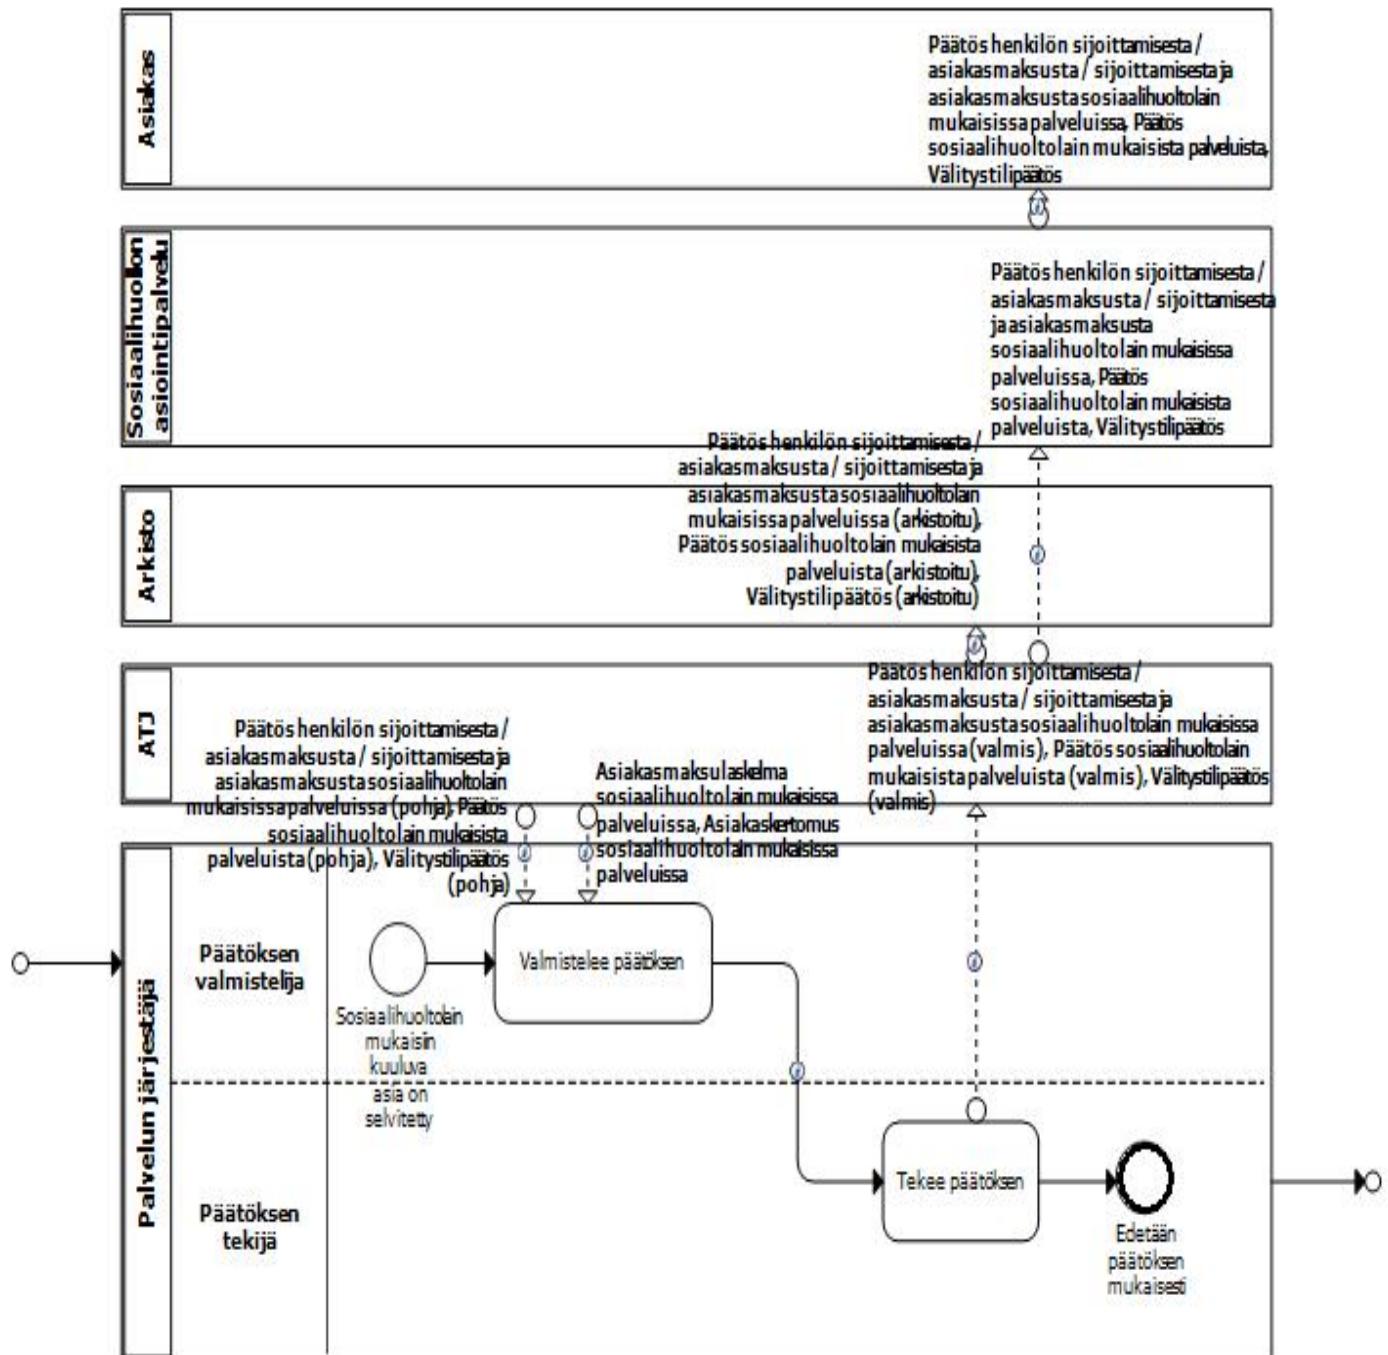 Asiakas
Päätös henkilön sijoittamisesta /
asiakasmaksusta / sijoittamisesta ja
asiakasmaksusta sosiaalihuoltolain
mukaisissa palveluissa, Päätös
sosiaalihuoltolain mukaisista palveluista,
Välitystilipäätös
Sosiaalihuollon
asiointipalvelu
Päätös henkilön sijoittamisesta /
asiakasmaksusta / sijoittamisesta
ja asiakasmaksusta
sosiaalihuoltolain mukaisissa
palveluissa, Päätös
sosiaalihuoltolain mukaisista
palveluista, Välitystilipäätös
Arkisto
Päätös henkilön sijoittamisesta /
asiakasmaksusta / sijoittamisesta ja
asiakasmaksusta sosiaalihuoltolain
mukaisissa palveluissa (arkistoitu),
Päätös sosiaalihuoltolain mukaisista
palveluista (arkistoitu),
Välitystilipäätös (arkistoitu)
ATJ
Päätös henkilön sijoittamisesta /
asiakasmaksusta / sijoittamisesta ja
asiakasmaksusta sosiaalihuoltolain mukaisissa
palveluissa (valmis), Päätös sosiaalihuoltolain
mukaisista palveluista (valmis), Välitystilipäätös
(valmis)
Päätös henkilön sijoittamisesta /
asiakasmaksusta / sijoittamisesta ja
asiakasmaksusta sosiaalihuoltolain
mukaisissa palveluissa (pohja), Päätös
sosiaalihuoltolain mukaisista
palveluista (pohja), Välitystilipäätös
(pohja)
Asiakasmaksulaskelma
sosiaalihuoltolain mukaisissa
palveluissa, Asiakaskertomus
sosiaalihuoltolain mukaisissa
palveluissa
Palvelun järjestäjä
Päätöksen
valmistelija
Sosiaalihuoltolain
mukaisiin
kuuluva
asia on
selvitetty
Valmistelee päätöksen
Päätöksen
tekijä
Tekee päätöksen
Edetään
päätöksen
mukaisesti